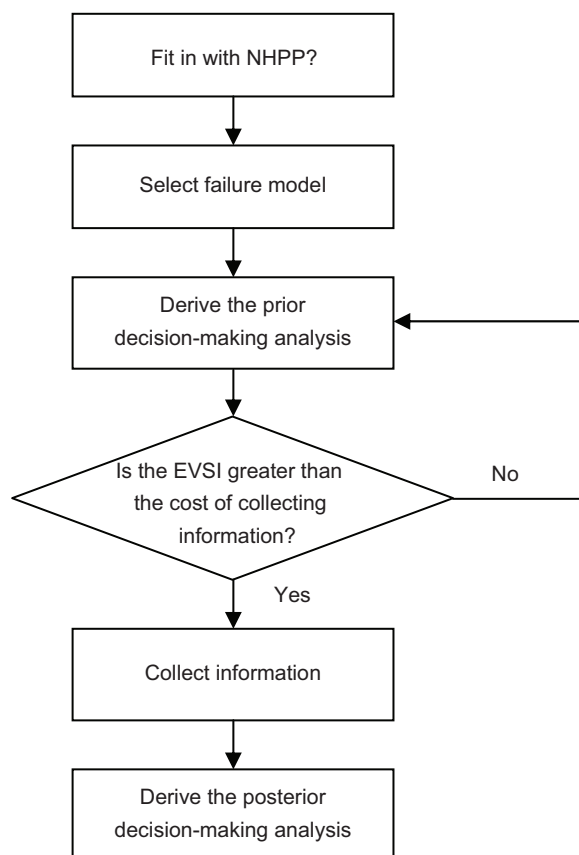 Fit in with NHPP?
Select failure model
Derive the prior
decision-making analysis
Is the EVSI greater than
the cost of collecting
information?
No
Yes
Collect information
Derive the posterior
decision-making analysis